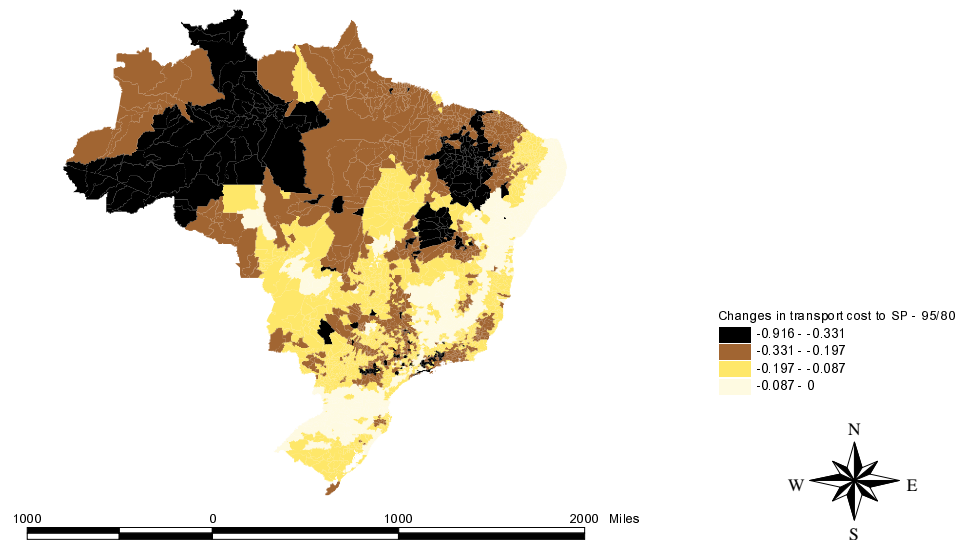 Changes in transport cost to SP - 95/80
-0.916 - -0.331
-0.331 - -0.197
-0.197 - -0.087
-0.087 - 0
N
W E
S
1000 0 1000 2000 Miles